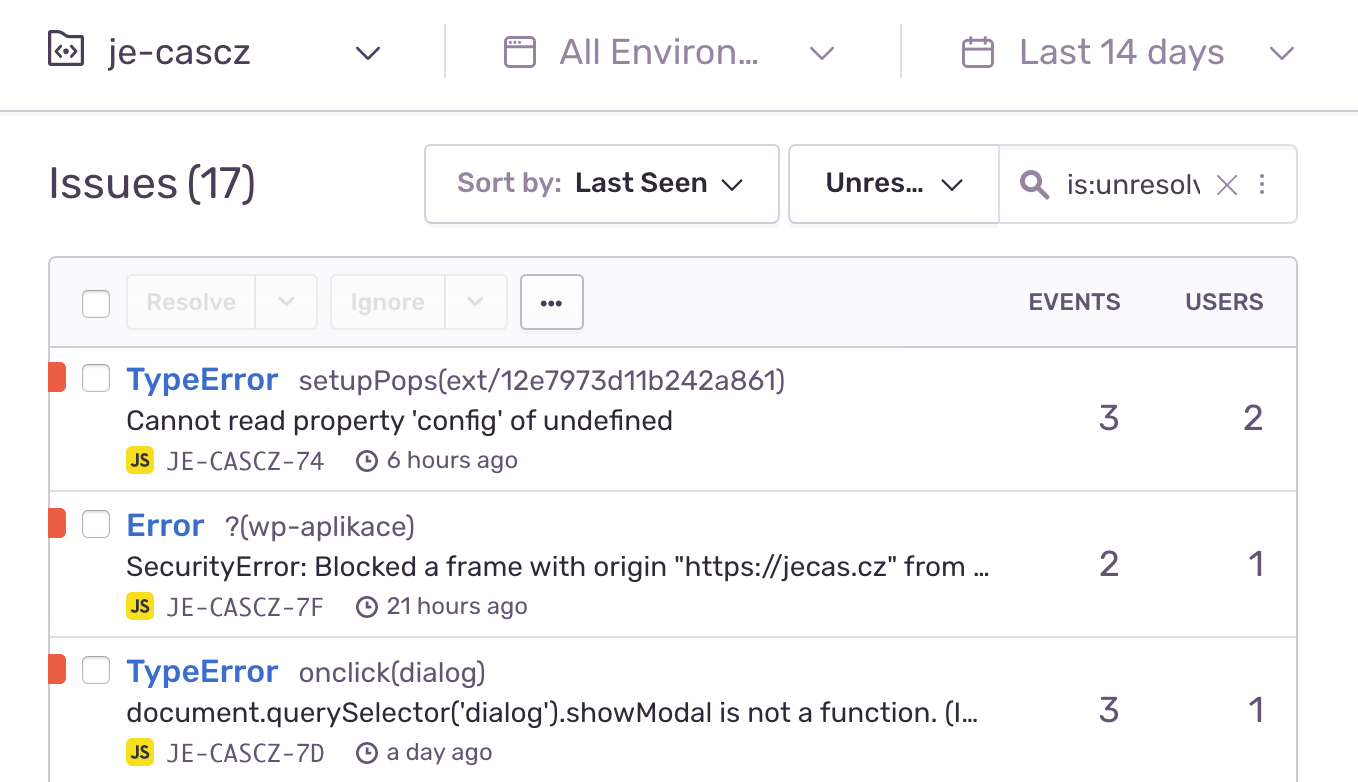 je-cascz All Environ... Last 14 days
Issues (17) Sort by: Last Seen Unres... is:unresolv
Resolve Ignore ... EVENTS USERS
TypeError setupPops(ext/12e7973d11b242a861)
Cannot read property 'config' of undefined 3 2
JS JE-CASCZ-74 6 hours ago
Error ?(wp-aplikace)
SecurityError: Blocked a frame with origin "https://jecas.cz" from ... 2 1
JS JE-CASCZ-7F 21 hours ago
TypeError onclick(dialog)
document.querySelector('dialog').showModal is not a function. (I... 3 1
JS JE-CASCZ-7D a day ago